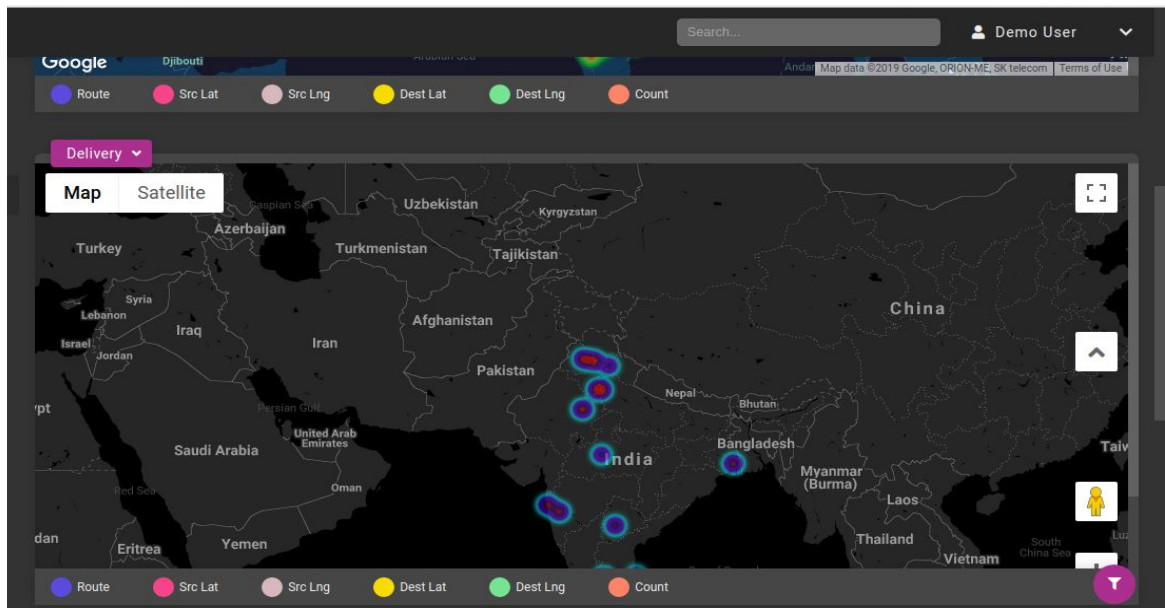 Search...
Demo User
Google
Djibouti
Arabian Sea
Map data ©2019 Google, ORION-ME, SK telecom
Terms of Use
Route
Src Lat
Src Lng
Dest Lat
Dest Lng
Count
Delivery
Map
Satellite
Caspian Sea
Uzbekistan
Kyrgyzstan
Azerbaijan
Turkey
Turkmenistan
Tajikistan
Syria
China
Lebanon
Afghanistan
Iraq
Iran
Israel
Jordan
Pakistan
Nepal
Bhutan
Persian Gulf
United Arab
Emirates
Bangladesh
Saudi Arabia
India
Myanmar
(Burma)
Oman
Red Sea
Laos
Thailand
Yemen
Eritrea
South
China Sea
Vietnam
Route
Src Lat
Src Lng
Dest Lat
Dest Lng
Count